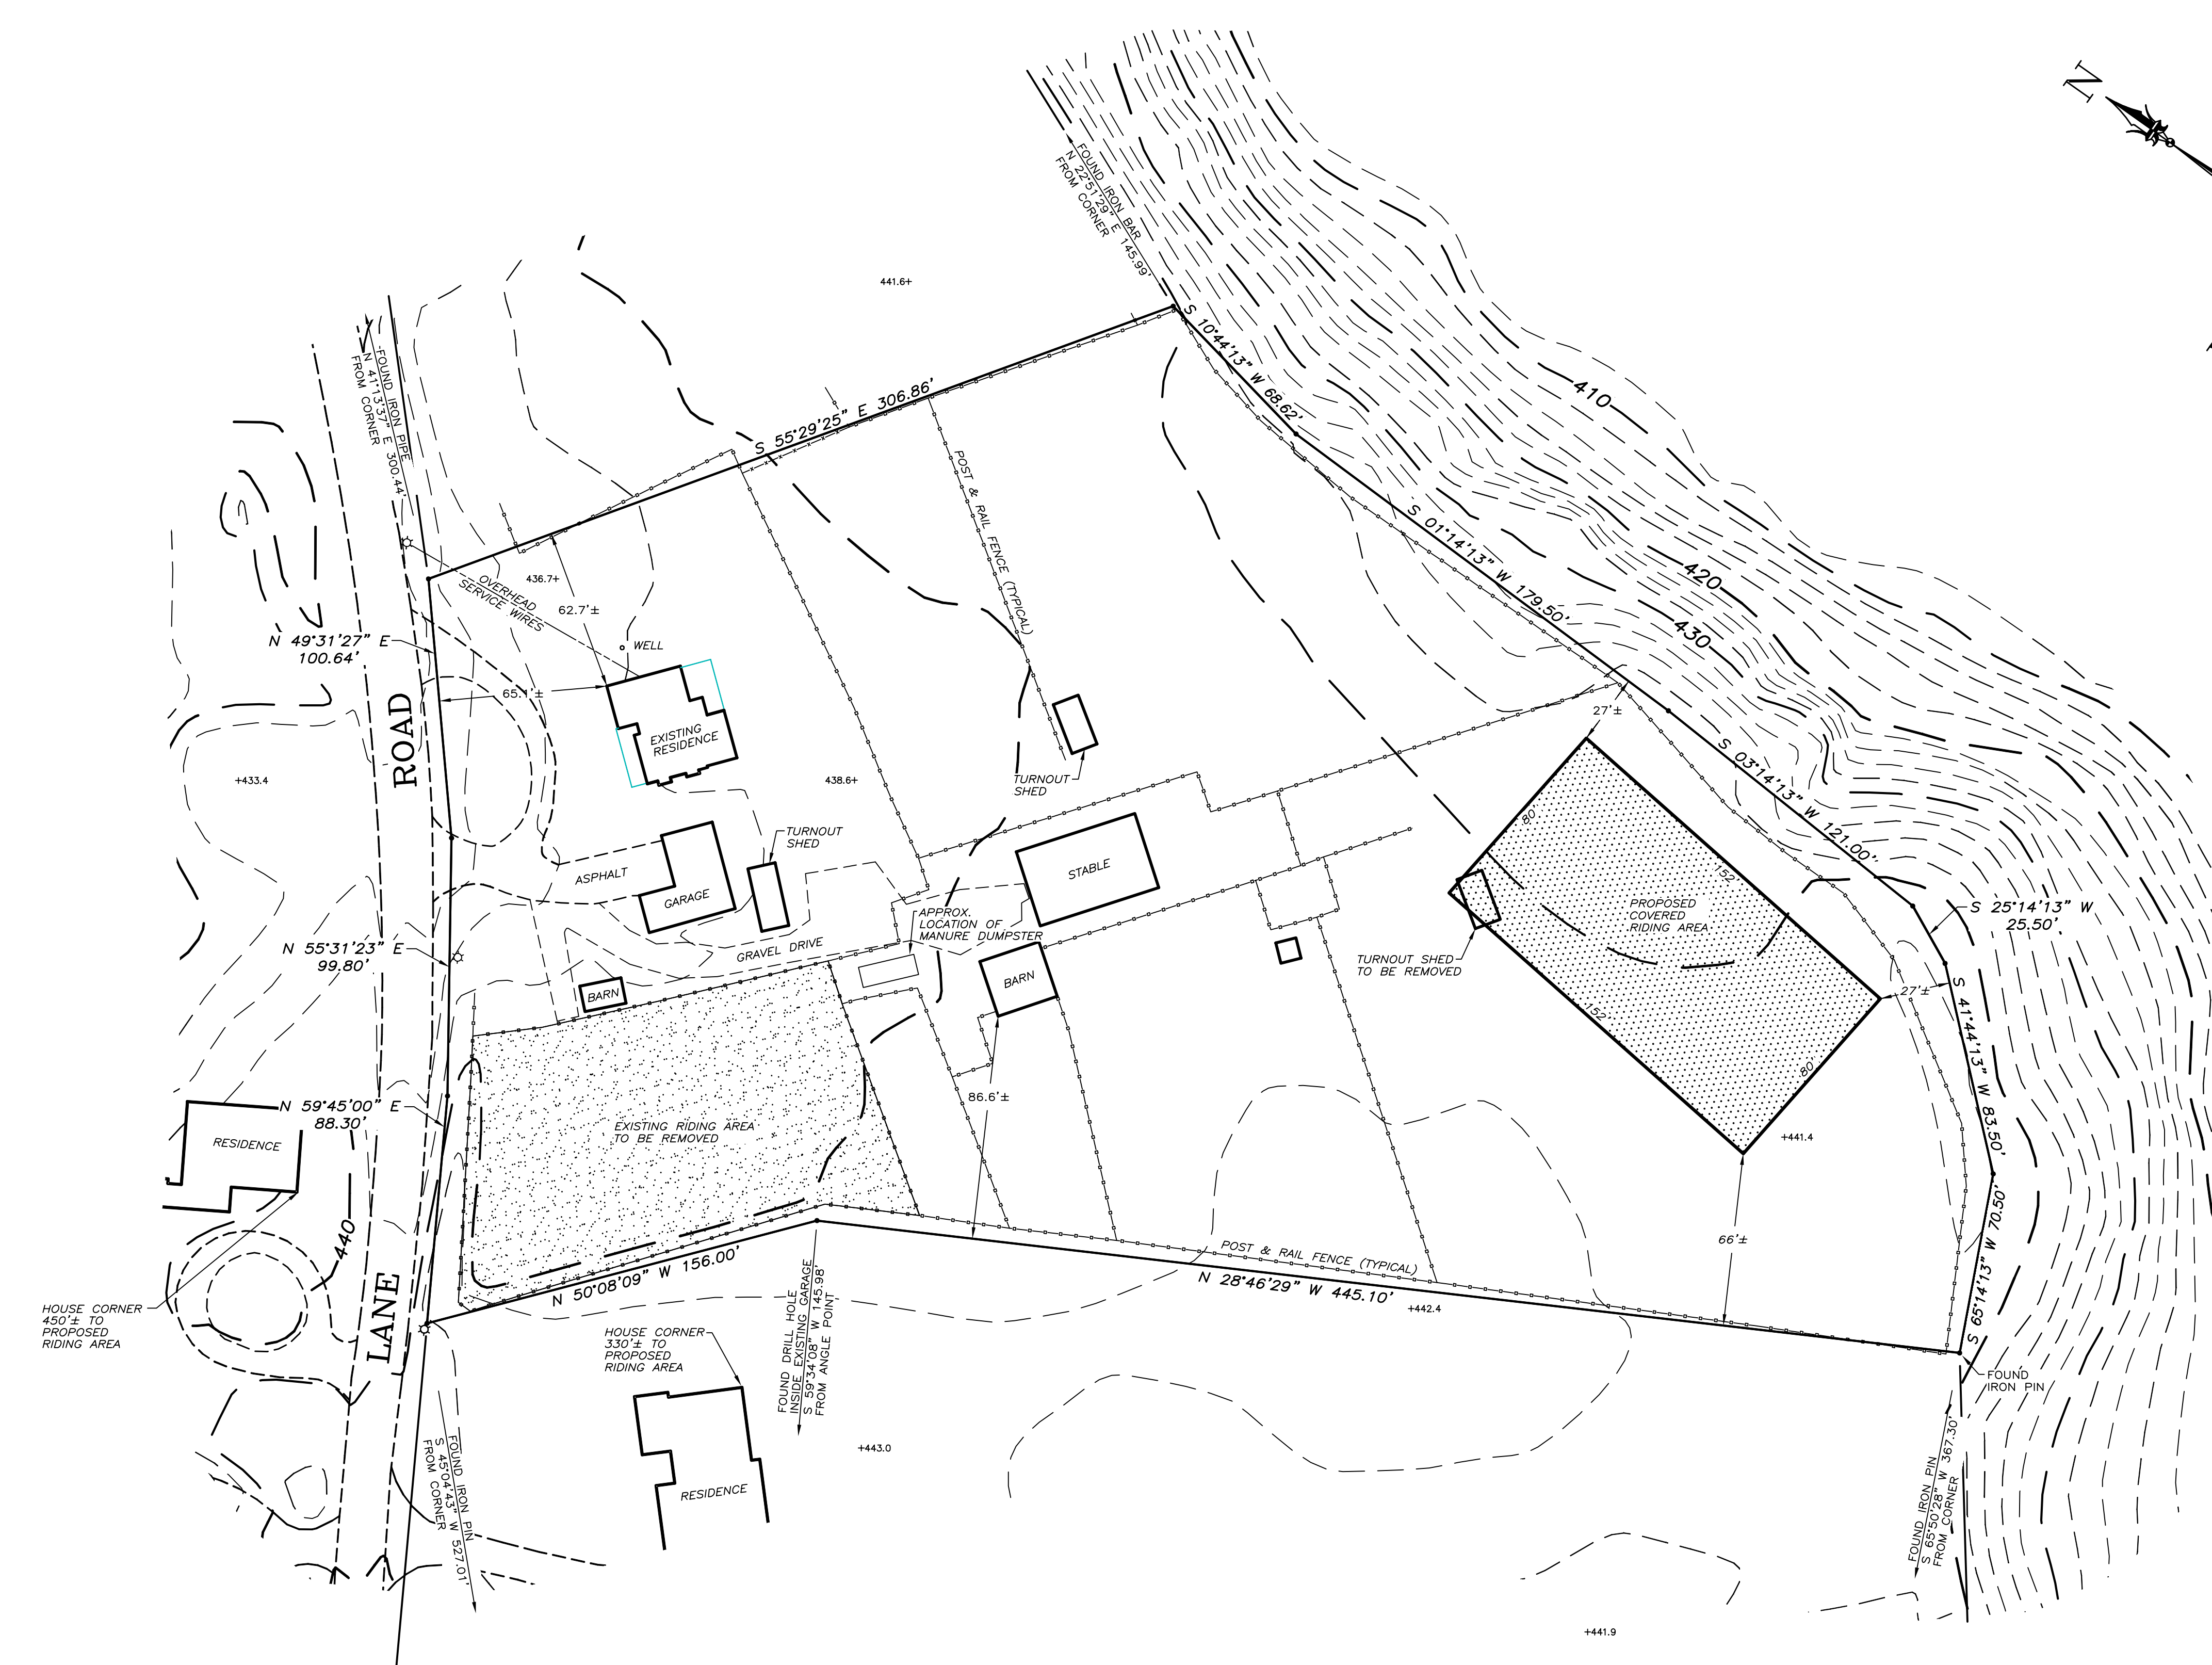 N
FOUND IRON BAR
N 22°51'29" E 145.99'
FROM CORNER
441.6+
S 10°44'13" W 68.62'
FOUND IRON PIPE
N 41°13'37" E 300.44'
FROM CORNER
S 55°29'25" E 306.86'
410
POST & RAIL FENCE (TYPICAL)
S 01°14'13" W 179.50'
420
430
436.7+
OVERHEAD
SERVICE WIRES
62.7'±
N 49°31'27" E
100.64'
WELL
65.1'±
ROAD
EXISTING
RESIDENCE
27'±
S 03°14'13" W 121.00'
+433.4
438.6+
TURNOUT
SHED
80
TURNOUT
SHED
ASPHALT
GARAGE
STABLE
152
PROPOSED
COVERED
RIDING AREA
S 25°14'13" W
25.50'
APPROX.
LOCATION OF
MANURE DUMPSTER
N 55°31'23" E
99.80'
GRAVEL DRIVE
TURNOUT SHED
TO BE REMOVED
BARN
BARN
27'±
152
S 41°44'13" W 83.50'
80
N 59°45'00" E
88.30'
86.6'±
EXISTING RIDING AREA
TO BE REMOVED
RESIDENCE
+441.4
440
66'±
S 65°14'13" W 70.50'
POST & RAIL FENCE (TYPICAL)
N 50°08'09" W 156.00'
N 28°46'29" W 445.10'
+442.4
LANE
HOUSE CORNER
450'± TO
PROPOSED
RIDING AREA
HOUSE CORNER
330'± TO
PROPOSED
RIDING AREA
FOUND DRILL HOLE
INSIDE EXISTING GARAGE
S 59°34'08" W 145.98'
FROM ANGLE POINT
FOUND
IRON PIN
FOUND IRON PIN
S 45°04'43" W 527.01'
FROM CORNER
+443.0
RESIDENCE
FOUND IRON PIN
S 65°50'28" W 367.30'
FROM CORNER
+441.9